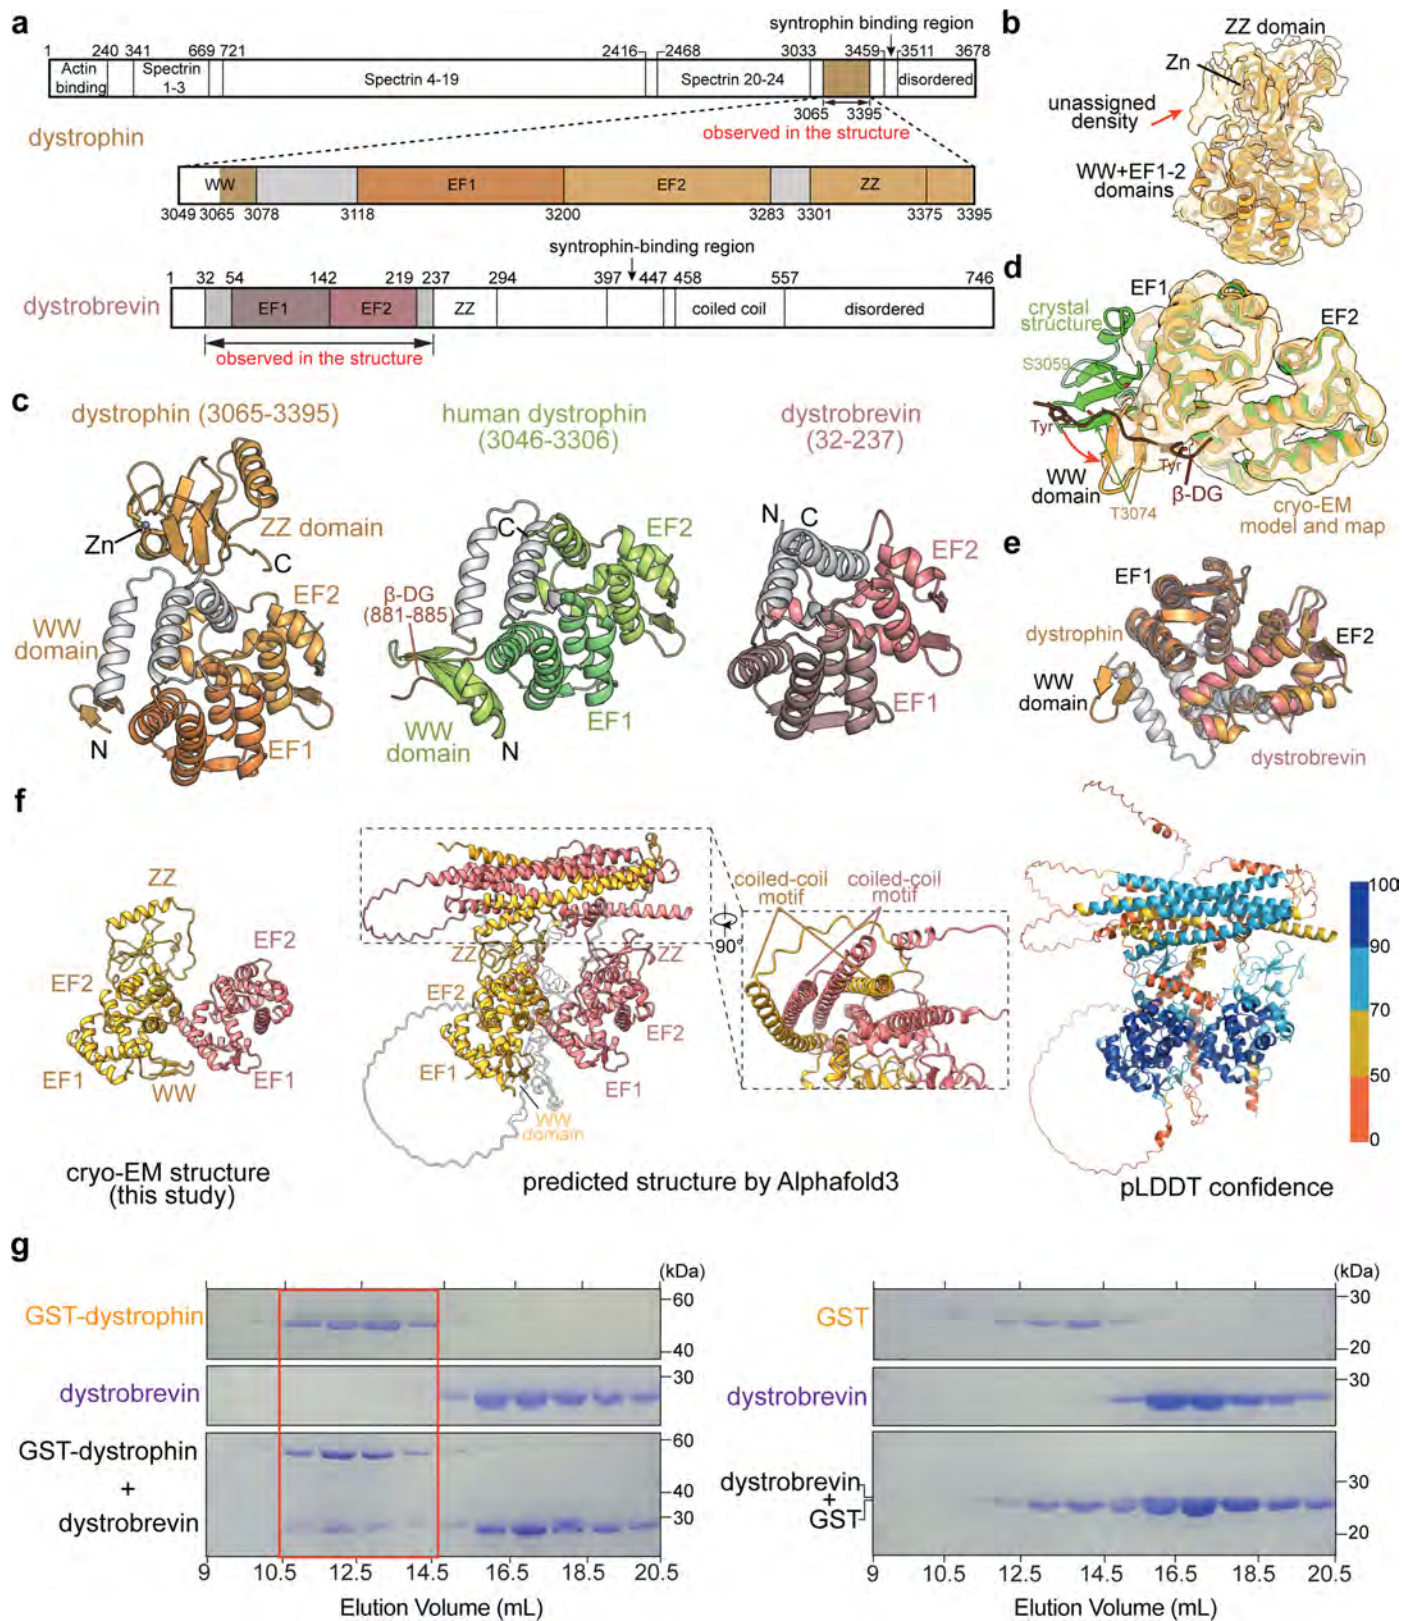 a
syntrophin binding region
1 240 341 669 721 2416 2468 3033 3459 3511 3678
Actin binding
Spectrin 1-3
Spectrin 4-19
Spectrin 20-24
disordered
3065 3395
observed in the structure
dystrophin
WW EF1 EF2 ZZ
3049 3065 3078 3118 3200 3283 3301 3375 3395
syntrophin-binding region
1 32 54 142 219 237 294 397 447 458 557 746
dystrobrevin
EF1 EF2 ZZ coiled coil disordered
observed in the structure
b
ZZ domain
Zn
unassigned
density
WW+EF1-2
domains
c
dystrophin (3065-3395)
ZZ domain
Zn
C
EF2
WW
domain
N
EF1
human dystrophin
(3046-3306)
C
EF2
β-DG
(881-885)
EF1
WW
domain
N
dystrobrevin
(32-237)
N C
EF2
EF1
d
EF1
crystal
structure
EF2
S3059
Tyr
Tyr
WW
domain
β-DG
T3074
cryo-EM
model and map
e
EF1
dystrophin
EF2
WW
domain
dystrobrevin
f
ZZ
EF2
EF2
EF1
WW
EF1
cryo-EM structure
(this study)
ZZ
ZZ
EF2
EF2
EF1
EF1
WW
domain
90°
coiled-coil
motif
coiled-coil
motif
predicted structure by Alphafold3
100
90
70
50
0
pLDDT confidence
g
(kDa)
GST-dystrophin
60
40
dystrobrevin
30
GST-dystrophin
+
dystrobrevin
60
40
30
9 10.5 12.5 14.5 16.5 18.5 20.5
Elution Volume (mL)
(kDa)
GST
30
20
dystrobrevin
30
dystrobrevin
+
GST
30
20
9 10.5 12.5 14.5 16.5 18.5 20.5
Elution Volume (mL)